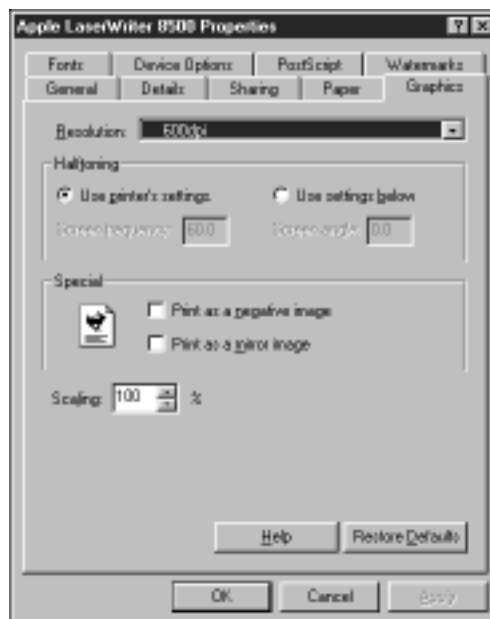 Apple LaserWriter 8500 Properties
Fonts Device Options PostScript Watermarks
General Details Sharing Paper Graphics
Resolution: 600dpi
Halftoning
Use printer's settings. Use settings below
Screen frequency: 60.0 Screen angle: 0.0
Special
Print as a negative image
Print as a mirror image
Scaling: 100 %
Help Restore Defaults
OK Cancel Apply